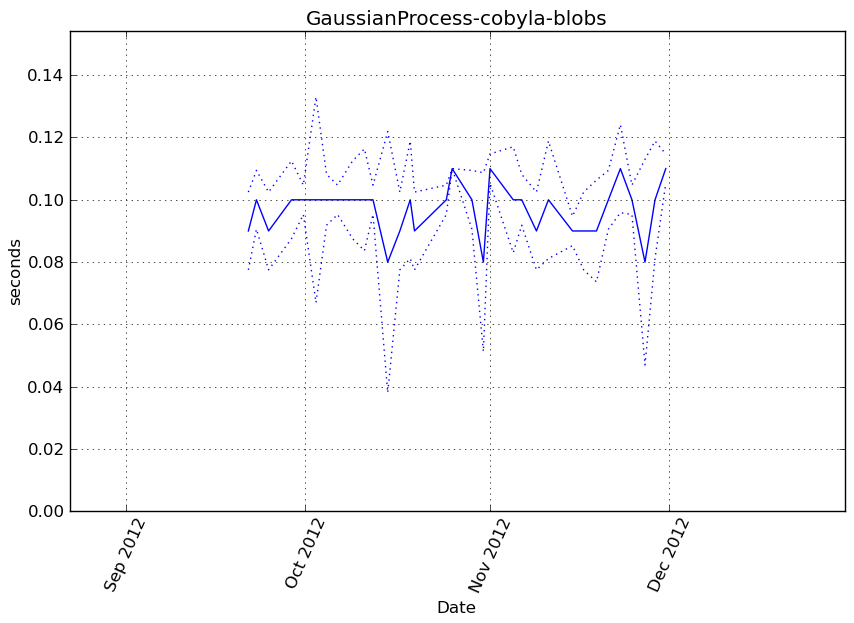 GaussianProcess-cobyla-blobs
0.14
0.12
0.10
0.08
0.06
0.04
0.02
0.00
seconds
Sep 2012
Oct 2012
Nov 2012
Dec 2012
Date